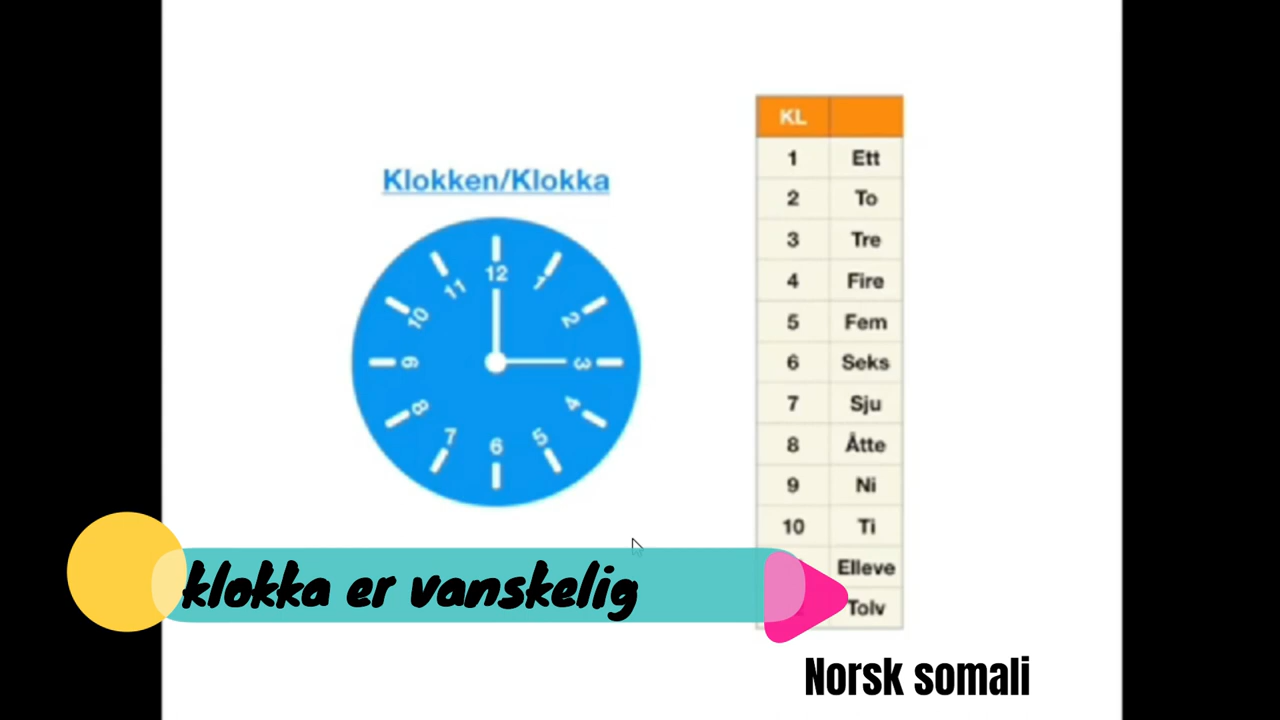 Klokken/Klokka
12
1
2
3
4
5
6
7
8
9
10
11
KL
1 Ett
2 To
3 Tre
4 Fire
5 Fem
6 Seks
7 Sju
8 Åtte
9 Ni
10 Ti
Elleve
Tolv
klokka er vanskelig
Norsk somali